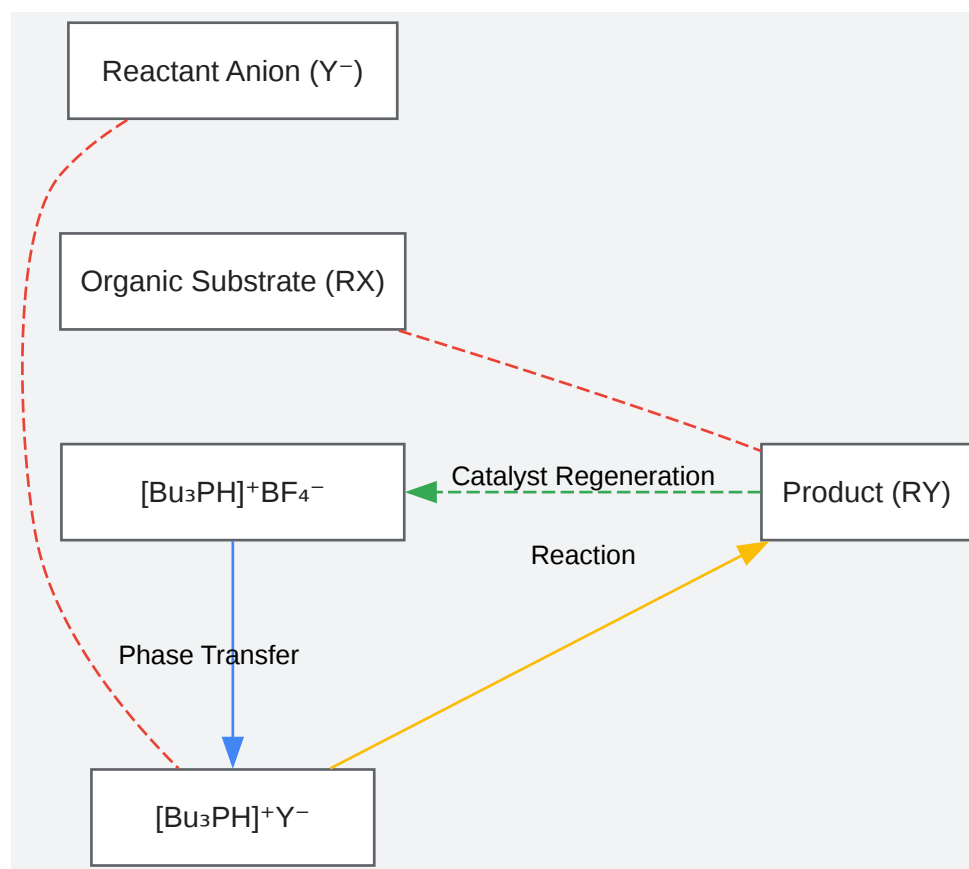 Reactant Anion (Y⁻)
Organic Substrate (RX)
[Bu₃PH]⁺BF₄⁻
Catalyst Regeneration
Product (RY)
Reaction
Phase Transfer
[Bu₃PH]⁺Y⁻